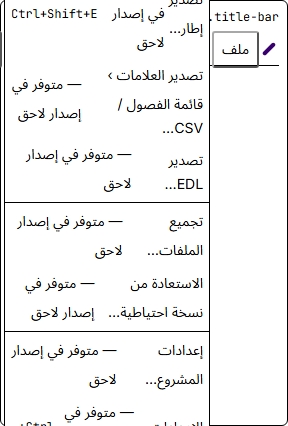 .title-bar
ملف
تصدير في إصدار Ctrl+Shift+E
إطار... لاحق
تصدير العلامات ›
قائمة الفصول / — متوفر في
CSV... إصدار لاحق
تصدير — متوفر في إصدار
EDL... لاحق
تجميع — متوفر في إصدار
الملفات... لاحق
الاستعادة من — متوفر في
نسخة احتياطية... إصدار لاحق
إعدادات — متوفر في إصدار
المشروع... لاحق
— متوفر في